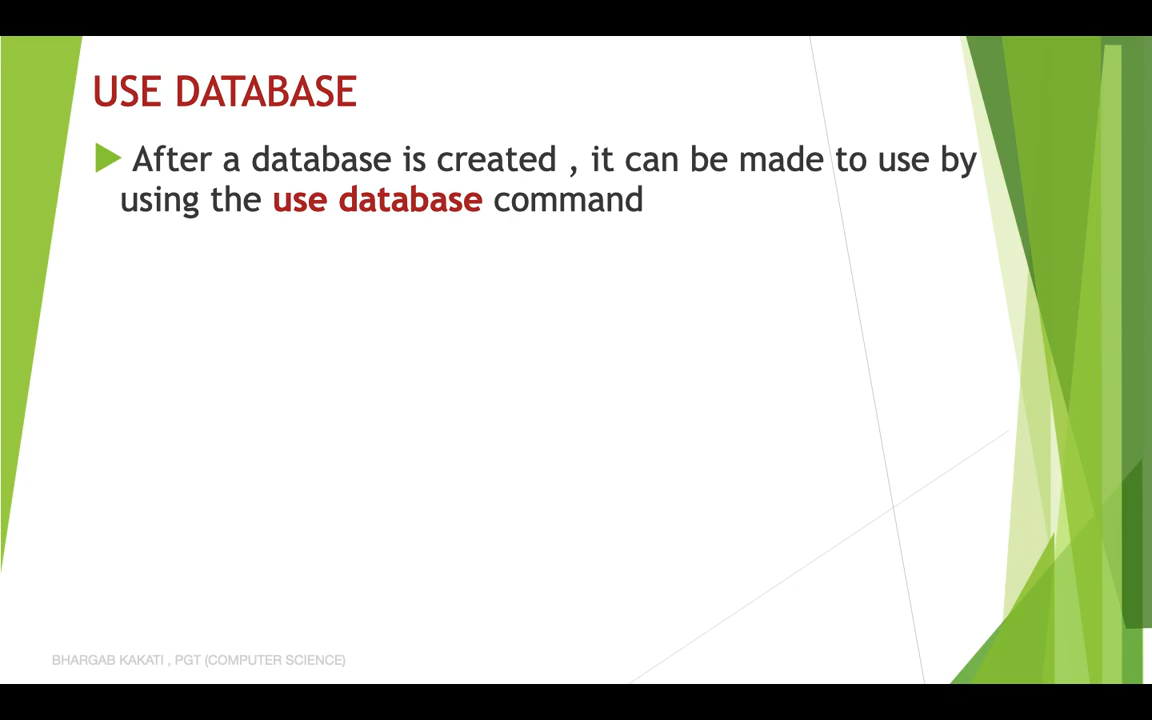 USE DATABASE
After a database is created , it can be made to use by
using the use database command
BHARGAB KAKATI , PGT (COMPUTER SCIENCE)